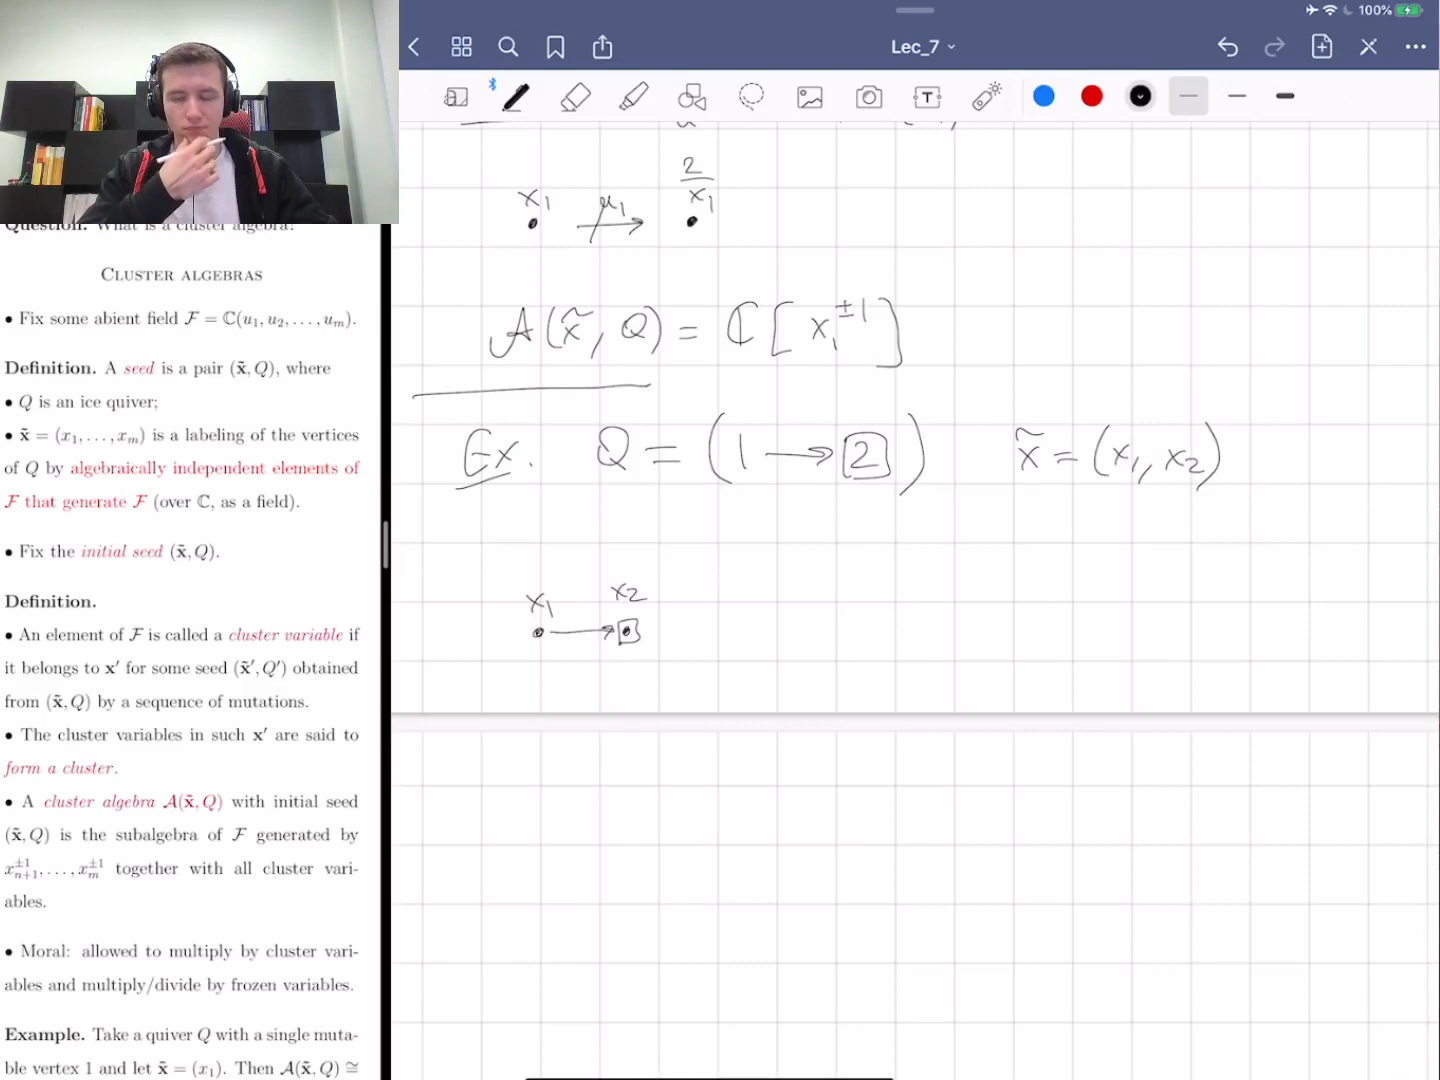 100%
Lec_7
T
Question. What is a cluster algebra?
CLUSTER ALGEBRAS
• Fix some abient field F = ℂ(u₁, u₂, . . . , uₘ).
Definition. A seed is a pair (x̃, Q), where
• Q is an ice quiver;
• x̃ = (x₁, . . . , xₘ) is a labeling of the vertices
of Q by algebraically independent elements of
F that generate F (over ℂ, as a field).
• Fix the initial seed (x̃, Q).
Definition.
• An element of F is called a cluster variable if
it belongs to x′ for some seed (x̃′, Q′) obtained
from (x̃, Q) by a sequence of mutations.
• The cluster variables in such x′ are said to
form a cluster.
• A cluster algebra A(x̃, Q) with initial seed
(x̃, Q) is the subalgebra of F generated by
xₙ₊₁^±1, . . . , xₘ^±1 together with all cluster vari-
ables.
• Moral: allowed to multiply by cluster vari-
ables and multiply/divide by frozen variables.
Example. Take a quiver Q with a single muta-
ble vertex 1 and let x̃ = (x₁). Then A(x̃, Q) ≅
x₁ μ₁ → 2/x₁
A(x̃, Q) = ℂ[x₁^±1]
Ex. Q = (1 → 2) x̃ = (x₁, x₂)
x₁ → x₂